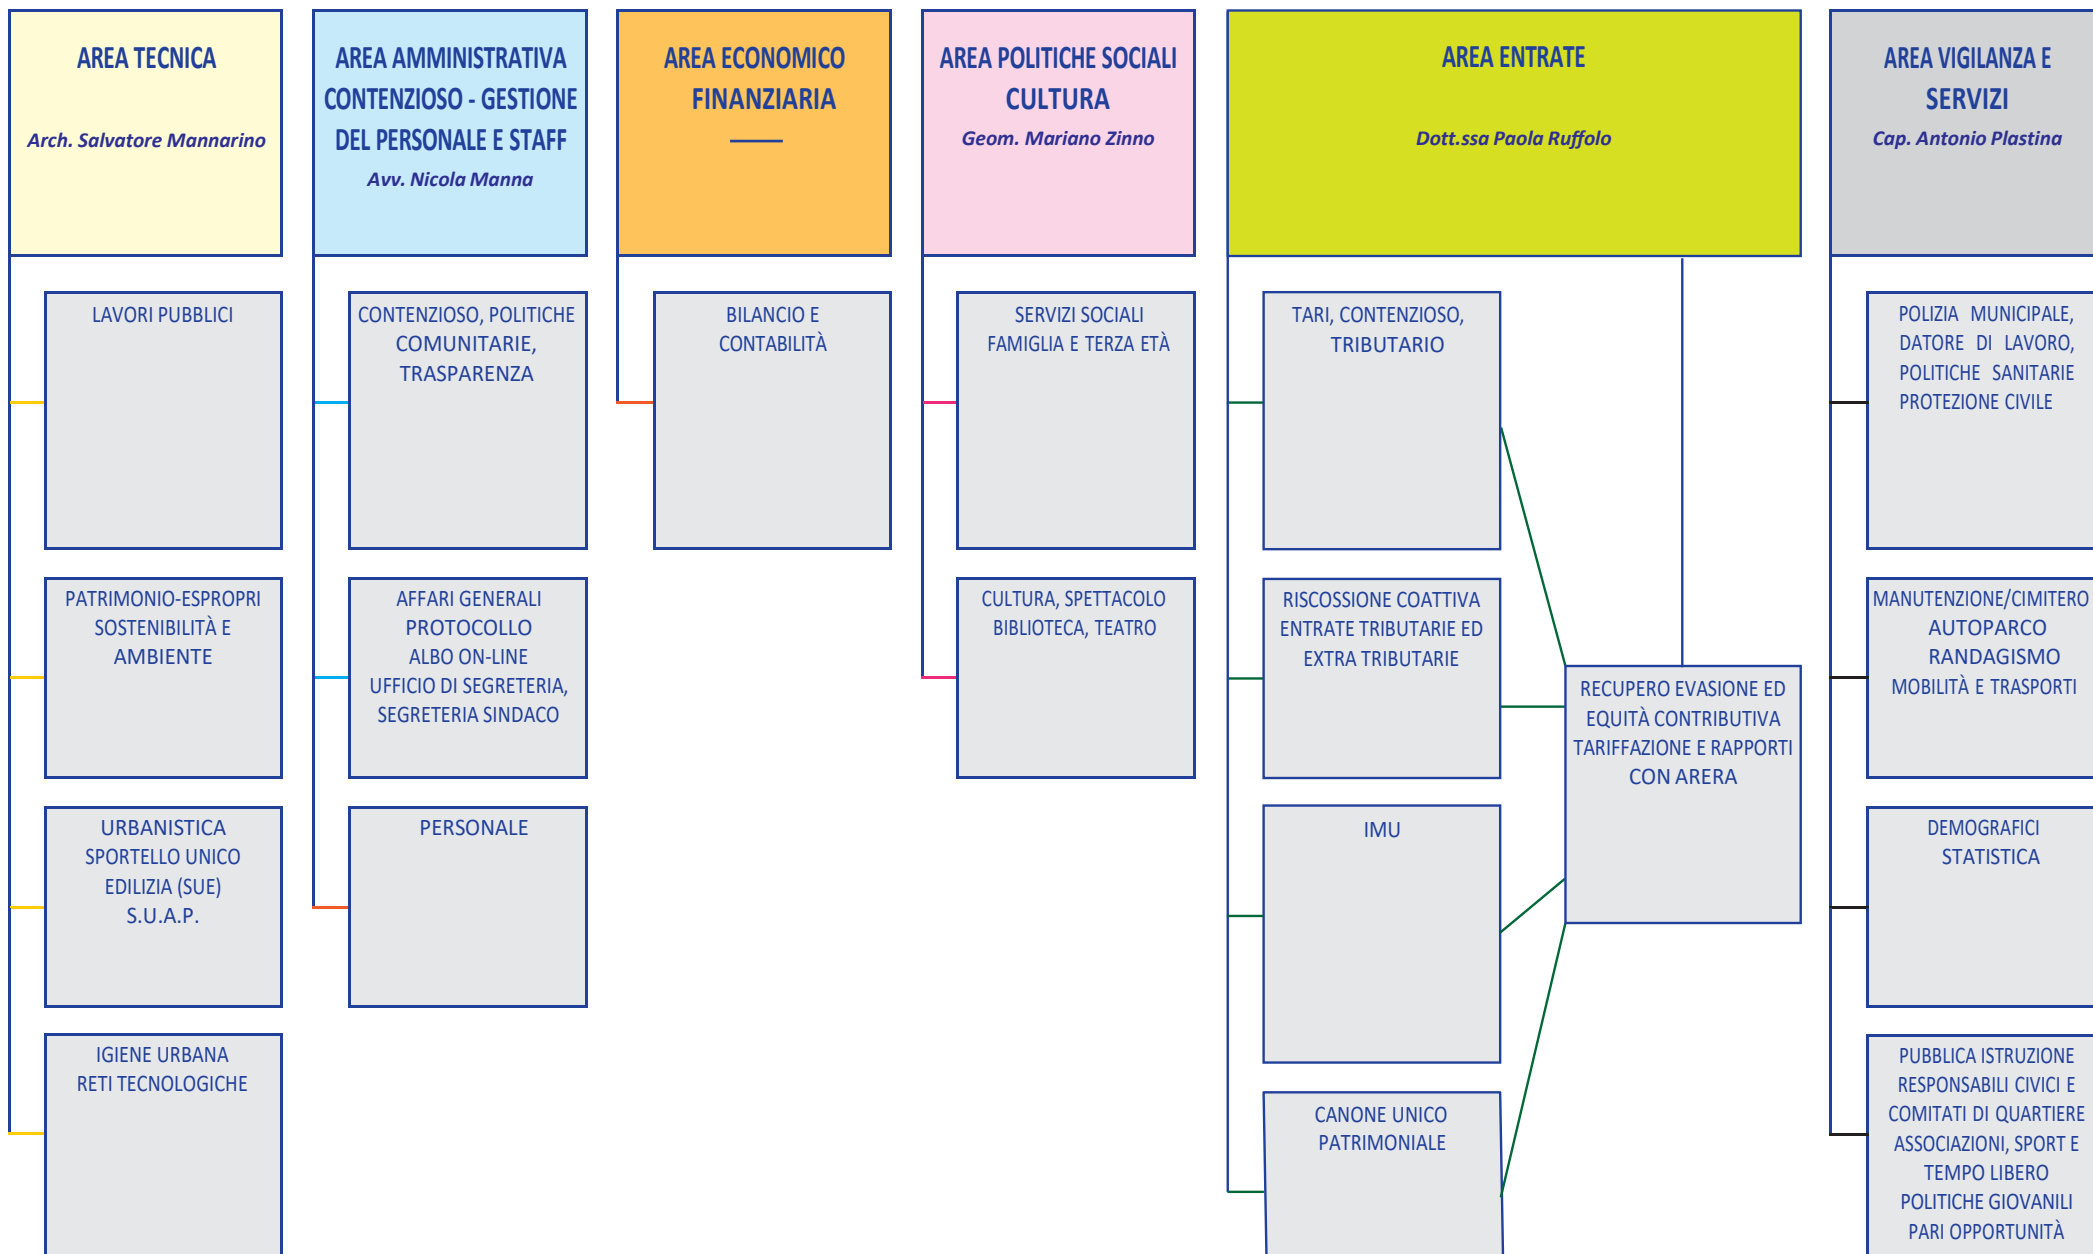 AREA TECNICA
Arch. Salvatore Mannarino
LAVORI PUBBLICI
PATRIMONIO-ESPROPRI
SOSTENIBILITÀ E
AMBIENTE
URBANISTICA
SPORTELLO UNICO
EDILIZIA (SUE)
S.U.A.P.
IGIENE URBANA
RETI TECNOLOGICHE
AREA AMMINISTRATIVA
CONTENZIOSO - GESTIONE
DEL PERSONALE E STAFF
Avv. Nicola Manna
CONTENZIOSO, POLITICHE
COMUNITARIE,
TRASPARENZA
AFFARI GENERALI
PROTOCOLLO
ALBO ON-LINE
UFFICIO DI SEGRETERIA,
SEGRETERIA SINDACO
PERSONALE
AREA ECONOMICO
FINANZIARIA
BILANCIO E
CONTABILITÀ
AREA POLITICHE SOCIALI
CULTURA
Geom. Mariano Zinno
SERVIZI SOCIALI
FAMIGLIA E TERZA ETÀ
CULTURA, SPETTACOLO
BIBLIOTECA, TEATRO
AREA ENTRATE
Dott.ssa Paola Ruffolo
TARI, CONTENZIOSO,
TRIBUTARIO
RISCOSSIONE COATTIVA
ENTRATE TRIBUTARIE ED
EXTRA TRIBUTARIE
IMU
CANONE UNICO
PATRIMONIALE
RECUPERO EVASIONE ED
EQUITÀ CONTRIBUTIVA
TARIFFAZIONE E RAPPORTI
CON ARERA
AREA VIGILANZA E
SERVIZI
Cap. Antonio Plastina
POLIZIA MUNICIPALE,
DATORE DI LAVORO,
POLITICHE SANITARIE
PROTEZIONE CIVILE
MANUTENZIONE/CIMITERO
AUTOPARCO
RANDAGISMO
MOBILITÀ E TRASPORTI
DEMOGRAFICI
STATISTICA
PUBBLICA ISTRUZIONE
RESPONSABILI CIVICI E
COMITATI DI QUARTIERE
ASSOCIAZIONI, SPORT E
TEMPO LIBERO
POLITICHE GIOVANILI
PARI OPPORTUNITÀ